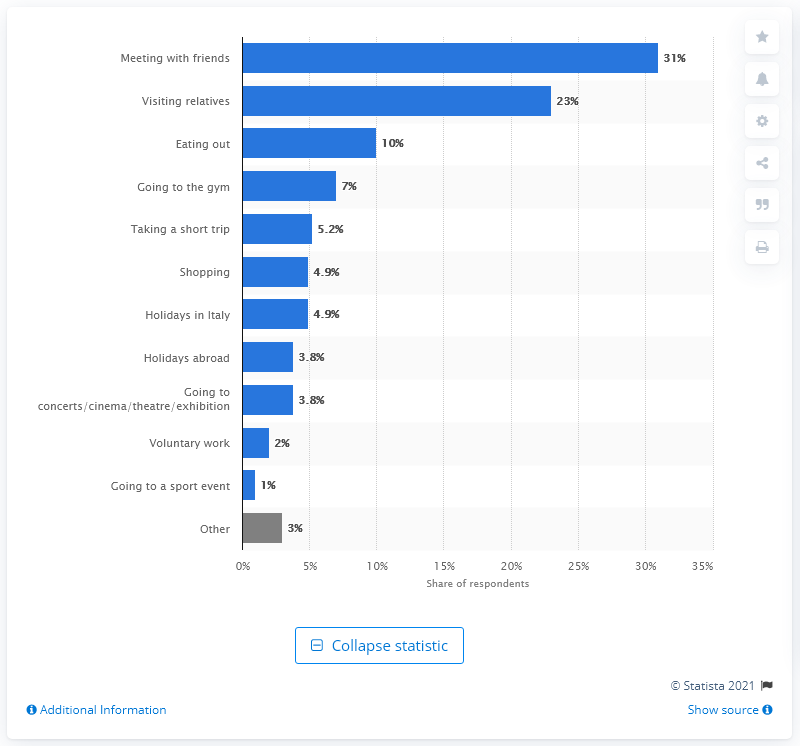 Meeting with friends 31%
Visiting relatives 23%
Eating out 10%
Going to the gym 7%
Taking a short trip 5.2%
Shopping 4.9%
Holidays in Italy 4.9%
Holidays abroad 3.8%
Going to
concerts/cinema/theatre/exhibition 3.8%
Voluntary work 2%
Going to a sport event 1%
Other 3%
0% 5% 10% 15% 20% 25% 30% 35%
Share of respondents
Collapse statistic
© Statista 2021
Additional Information Show source